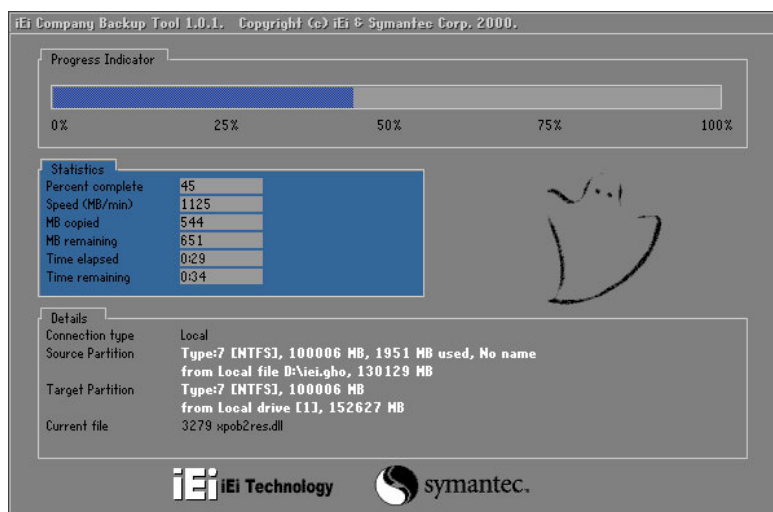 iEi Company Backup Tool 1.0.1. Copyright (c) iEi & Symantec Corp. 2000.
Progress Indicator
0% 25% 50% 75% 100%
Statistics
Percent complete 45
Speed (MB/min) 1125
MB copied 544
MB remaining 651
Time elapsed 0:29
Time remaining 0:34
Details
Connection type Local
Source Partition Type:7 [NTFS], 100006 MB, 1951 MB used, No name
from Local file D:\iei.gho, 130129 MB
Target Partition Type:7 [NTFS], 100006 MB
from Local drive [1], 152627 MB
Current file 3279 xpob2res.dll
iEi iEi Technology symantec.